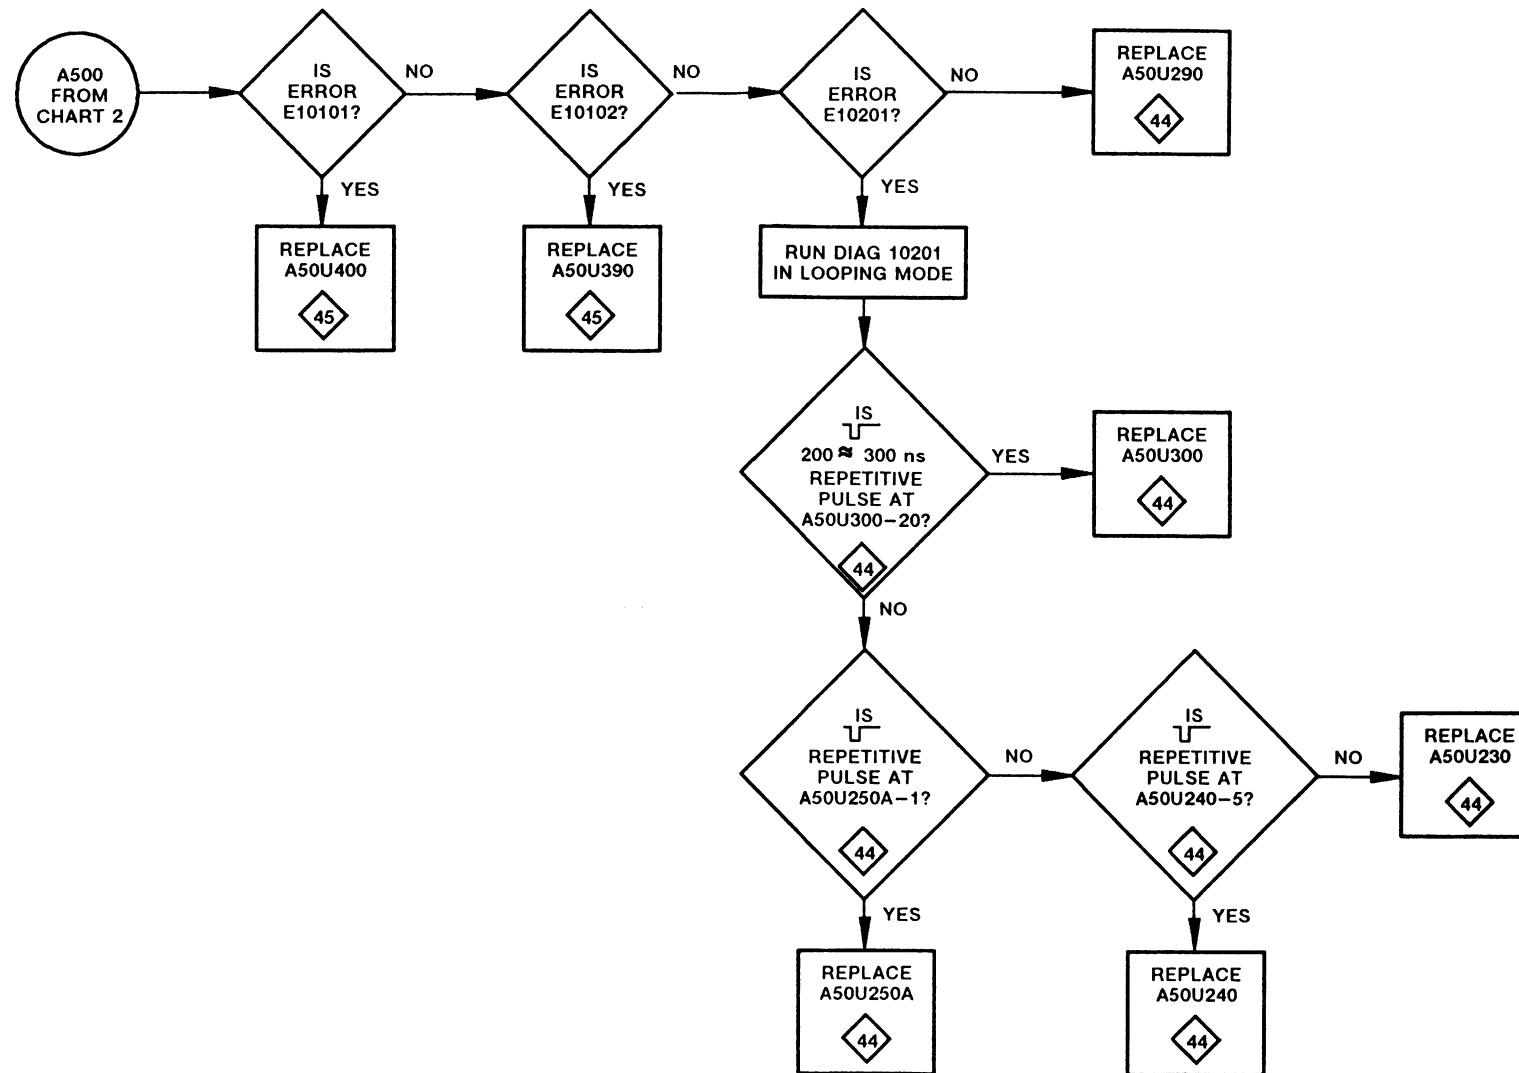 A500
FROM
CHART 2
IS
ERROR
E10101?
NO
YES
REPLACE
A50U400
45
IS
ERROR
E10102?
NO
YES
REPLACE
A50U390
45
IS
ERROR
E10201?
NO
REPLACE
A50U290
44
YES
RUN DIAG 10201
IN LOOPING MODE
IS
200 ≈ 300 ns
REPETITIVE
PULSE AT
A50U300-20?
44
YES
REPLACE
A50U300
44
NO
IS
REPETITIVE
PULSE AT
A50U250A-1?
44
NO
IS
REPETITIVE
PULSE AT
A50U240-5?
44
NO
REPLACE
A50U230
44
YES
REPLACE
A50U250A
44
YES
REPLACE
A50U240
44